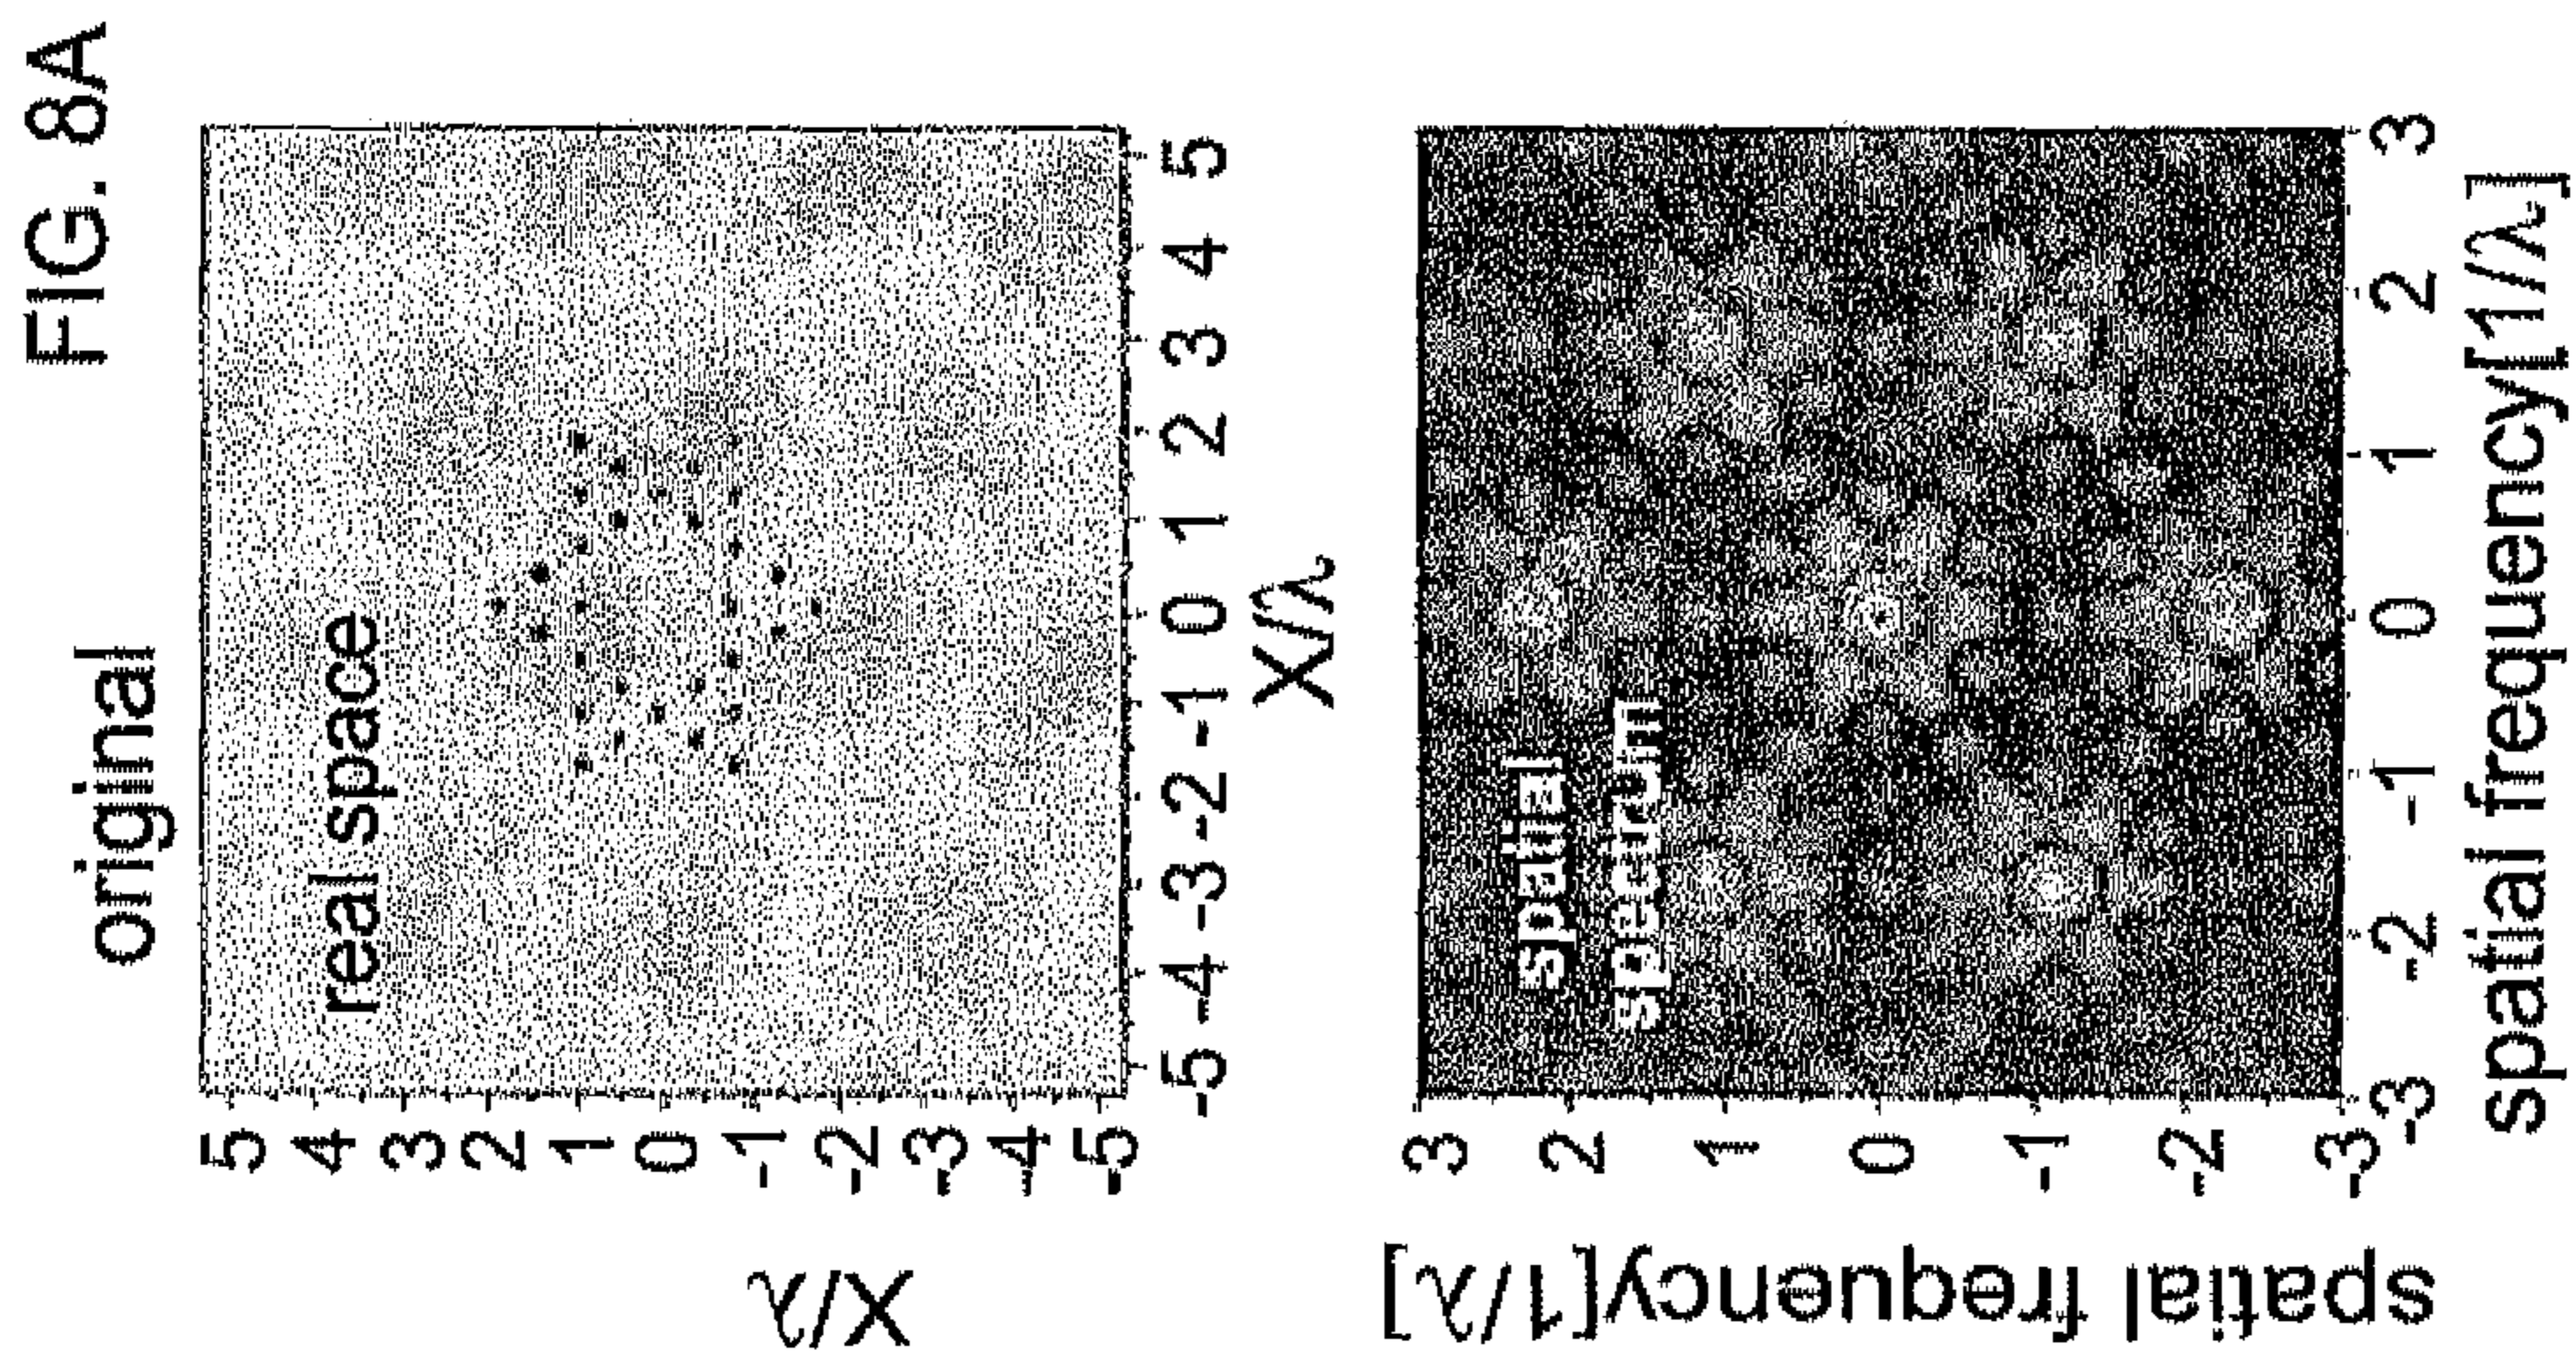 FIG. 8A
original
real space
X/λ
5
4
3
2
1
0
-1
-2
-3
-4
-5
-5 -4 -3 -2 -1 0 1 2 3 4 5
X/λ
spatial
spectrum
spatial frequency[1/λ]
3
2
1
0
-1
-2
-3
-3 -2 -1 0 1 2 3
spatial frequency[1/λ]